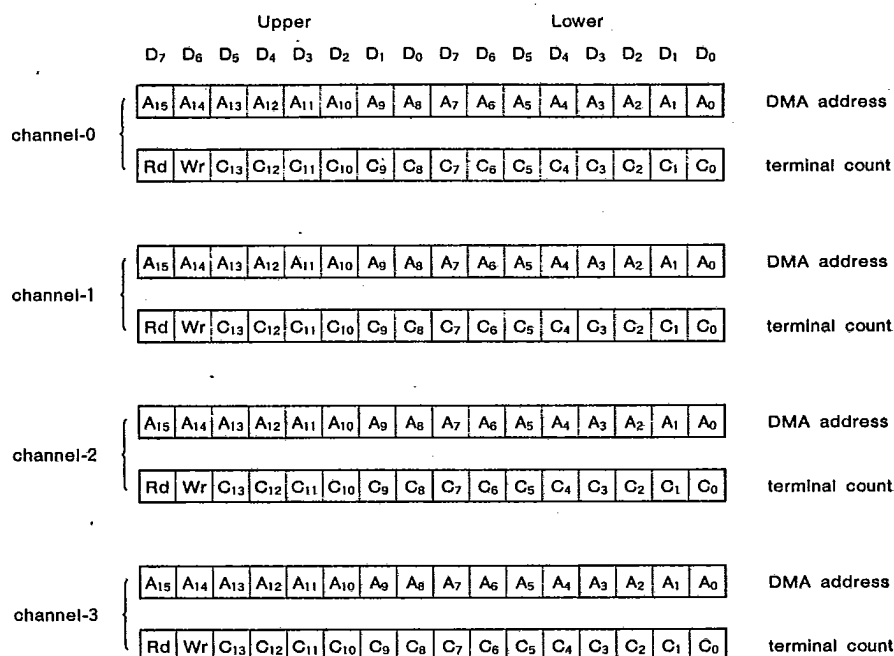 Upper Lower
D₇ D₆ D₅ D₄ D₃ D₂ D₁ D₀ D₇ D₆ D₅ D₄ D₃ D₂ D₁ D₀
A₁₅ A₁₄ A₁₃ A₁₂ A₁₁ A₁₀ A₉ A₈ A₇ A₆ A₅ A₄ A₃ A₂ A₁ A₀ DMA address
channel-0
Rd Wr C₁₃ C₁₂ C₁₁ C₁₀ C₉ C₈ C₇ C₆ C₅ C₄ C₃ C₂ C₁ C₀ terminal count
A₁₅ A₁₄ A₁₃ A₁₂ A₁₁ A₁₀ A₉ A₈ A₇ A₆ A₅ A₄ A₃ A₂ A₁ A₀ DMA address
channel-1
Rd Wr C₁₃ C₁₂ C₁₁ C₁₀ C₉ C₈ C₇ C₆ C₅ C₄ C₃ C₂ C₁ C₀ terminal count
A₁₅ A₁₄ A₁₃ A₁₂ A₁₁ A₁₀ A₉ A₈ A₇ A₆ A₅ A₄ A₃ A₂ A₁ A₀ DMA address
channel-2
Rd Wr C₁₃ C₁₂ C₁₁ C₁₀ C₉ C₈ C₇ C₆ C₅ C₄ C₃ C₂ C₁ C₀ terminal count
A₁₅ A₁₄ A₁₃ A₁₂ A₁₁ A₁₀ A₉ A₈ A₇ A₆ A₅ A₄ A₃ A₂ A₁ A₀ DMA address
channel-3
Rd Wr C₁₃ C₁₂ C₁₁ C₁₀ C₉ C₈ C₇ C₆ C₅ C₄ C₃ C₂ C₁ C₀ terminal count